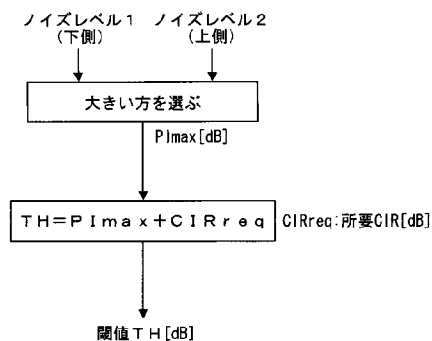 ノイズレベル1 ノイズレベル2
(下側) (上側)
大きい方を選ぶ
PImax[dB]
TH=PImax+CIRreq CIRreq:所要CIR[dB]
閾値TH[dB]